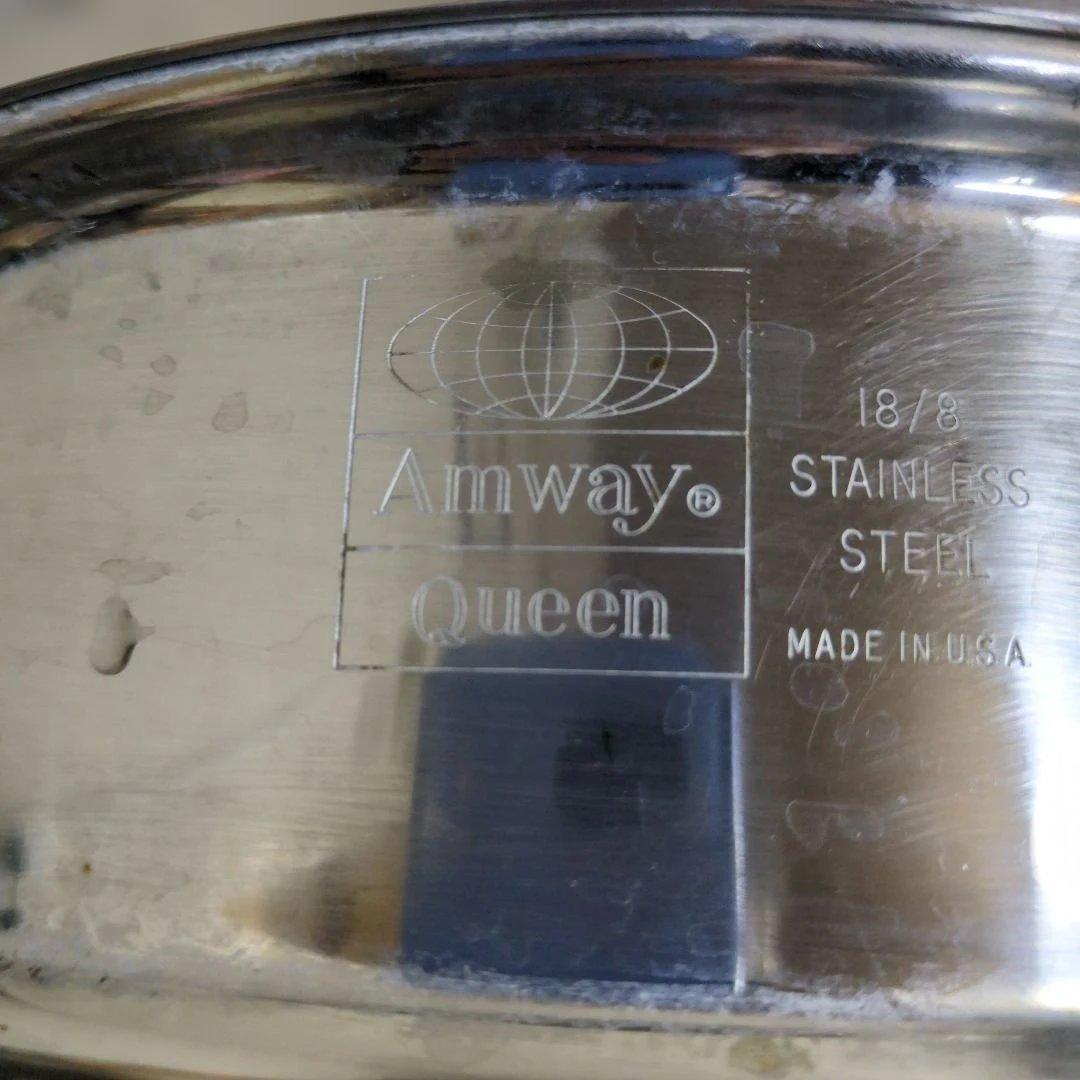 Amway®
Queen
18/8
STAINLESS
STEEL
MADE IN U.S.A.